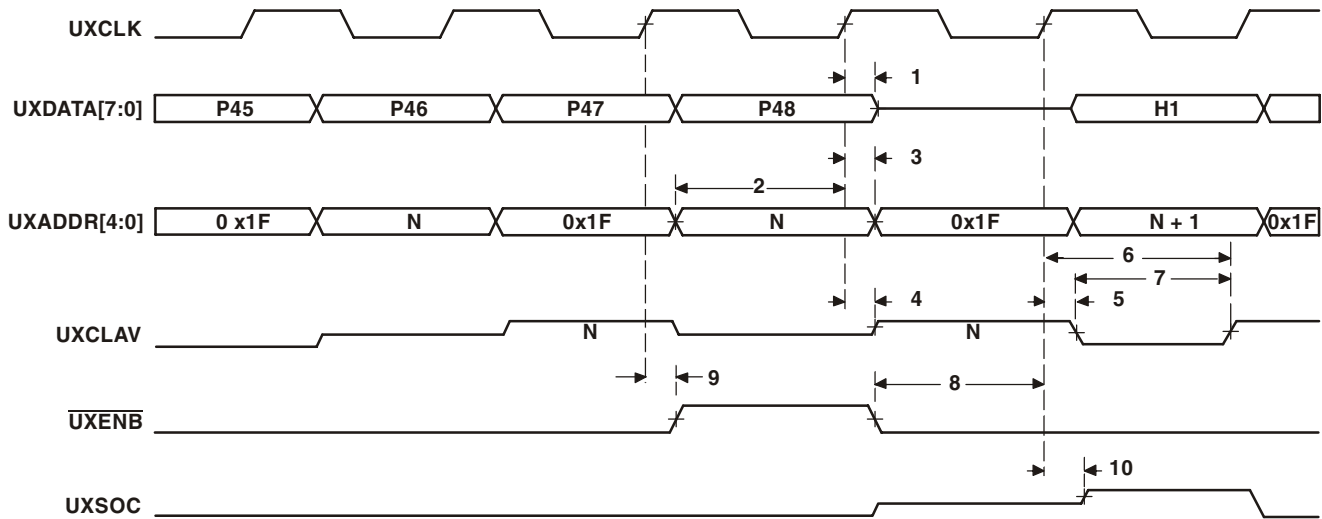 UXCLK
1
UXDATA[7:0] P45 P46 P47 P48 H1
3
2
UXADDR[4:0] 0 x1F N 0x1F N 0x1F N + 1 0x1F
6
7
4 5
UXCLAV N N
9 8
UXENB
10
UXSOC